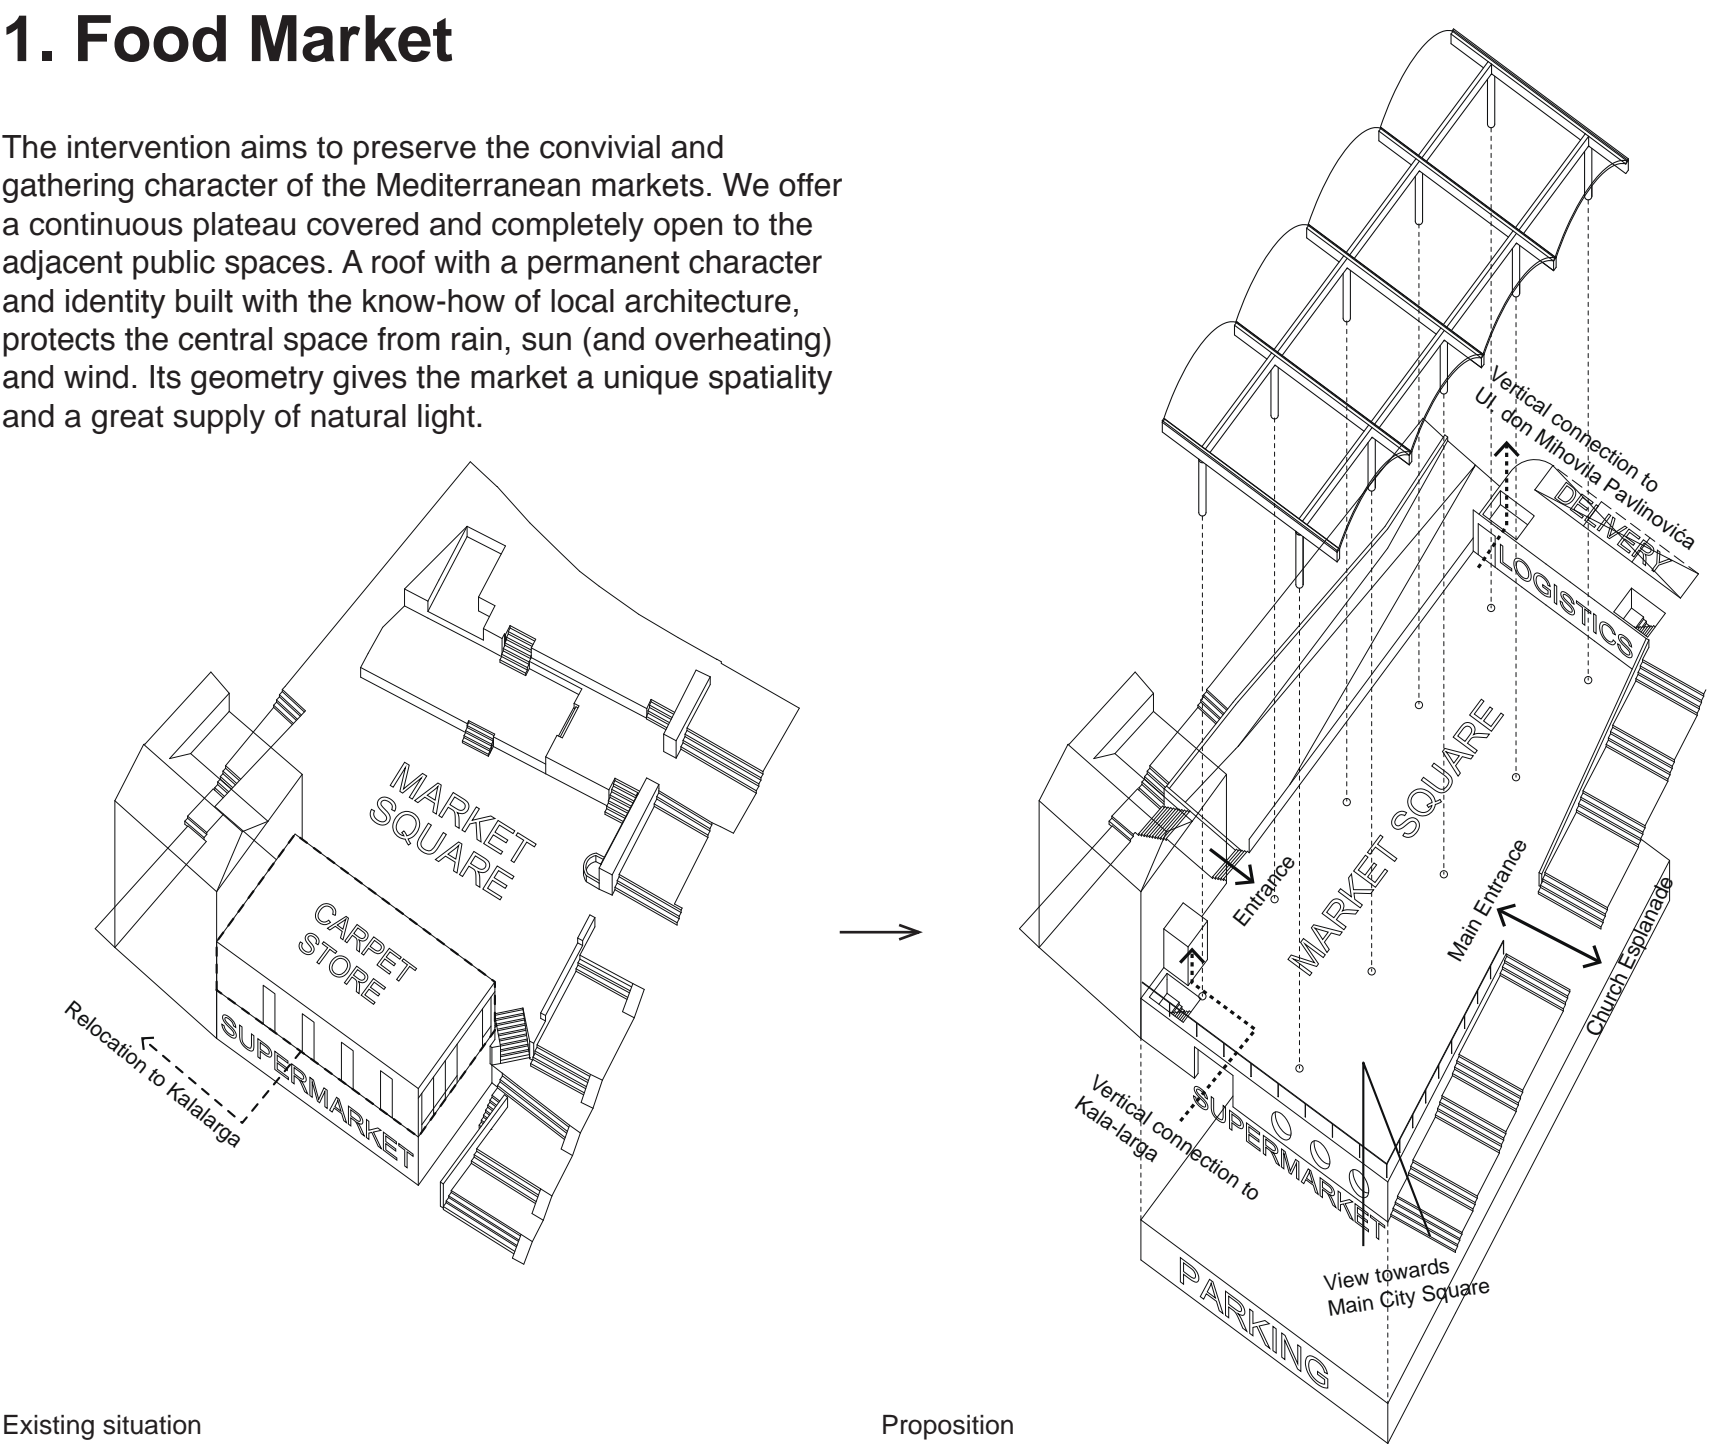 1. Food Market
The intervention aims to preserve the convivial and
gathering character of the Mediterranean markets. We offer
a continuous plateau covered and completely open to the
adjacent public spaces. A roof with a permanent character
and identity built with the know-how of local architecture,
protects the central space from rain, sun (and overheating)
and wind. Its geometry gives the market a unique spatiality
and a great supply of natural light.
MARKET
SQUARE
CARPET
STORE
SUPERMARKET
Relocation to Kalalarga
Existing situation
Vertical connection to
Ul. don Mihovila Pavlinovića
DELIVERY
LOGISTICS
MARKET SQUARE
Entrance
Main Entrance
Church Esplanade
Vertical connection to
Kala-larga
SUPERMARKET
View towards
Main City Square
PARKING
Proposition